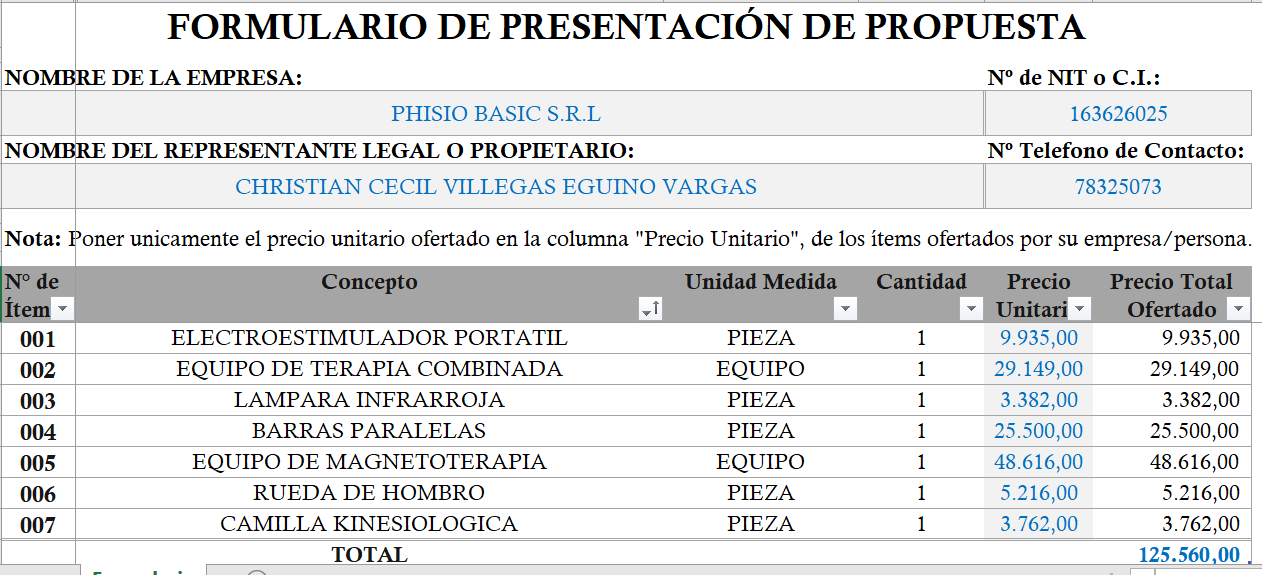 FORMULARIO DE PRESENTACIÓN DE PROPUESTA
NOMBRE DE LA EMPRESA: Nº de NIT o C.I.:
PHISIO BASIC S.R.L 163626025
NOMBRE DEL REPRESENTANTE LEGAL O PROPIETARIO: Nº Telefono de Contacto:
CHRISTIAN CECIL VILLEGAS EGUINO VARGAS 78325073
Nota: Poner unicamente el precio unitario ofertado en la columna "Precio Unitario", de los ítems ofertados por su empresa/persona.
N° de Concepto Unidad Medida Cantidad Precio Precio Total
Ítem Unitari Ofertado
001 ELECTROESTIMULADOR PORTATIL PIEZA 1 9.935,00 9.935,00
002 EQUIPO DE TERAPIA COMBINADA EQUIPO 1 29.149,00 29.149,00
003 LAMPARA INFRARROJA PIEZA 1 3.382,00 3.382,00
004 BARRAS PARALELAS PIEZA 1 25.500,00 25.500,00
005 EQUIPO DE MAGNETOTERAPIA EQUIPO 1 48.616,00 48.616,00
006 RUEDA DE HOMBRO PIEZA 1 5.216,00 5.216,00
007 CAMILLA KINESIOLOGICA PIEZA 1 3.762,00 3.762,00
TOTAL 125.560,00